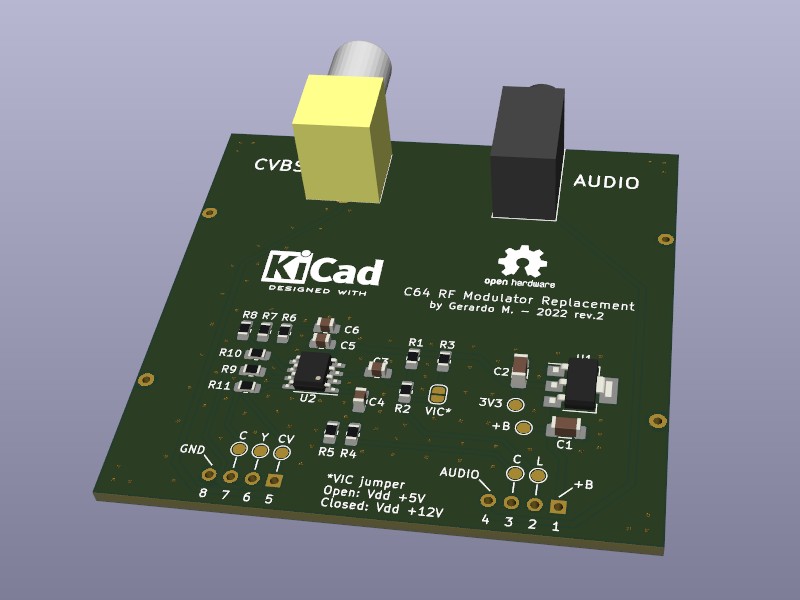 CVBS
AUDIO
KiCad
DESIGNED WITH
open hardware
C64 RF Modulator Replacement
by Gerardo M. – 2022 rev.2
R8 R7 R6
C6
C5
R10
R9
R11
U2
C3
C4
R1 R3
R2
VIC*
C2
U1
3V3
+B
C1
R5 R4
GND
C Y CV
8 7 6 5
*VIC jumper
Open: Vdd +5V
Closed: Vdd +12V
AUDIO
C L
+B
4 3 2 1